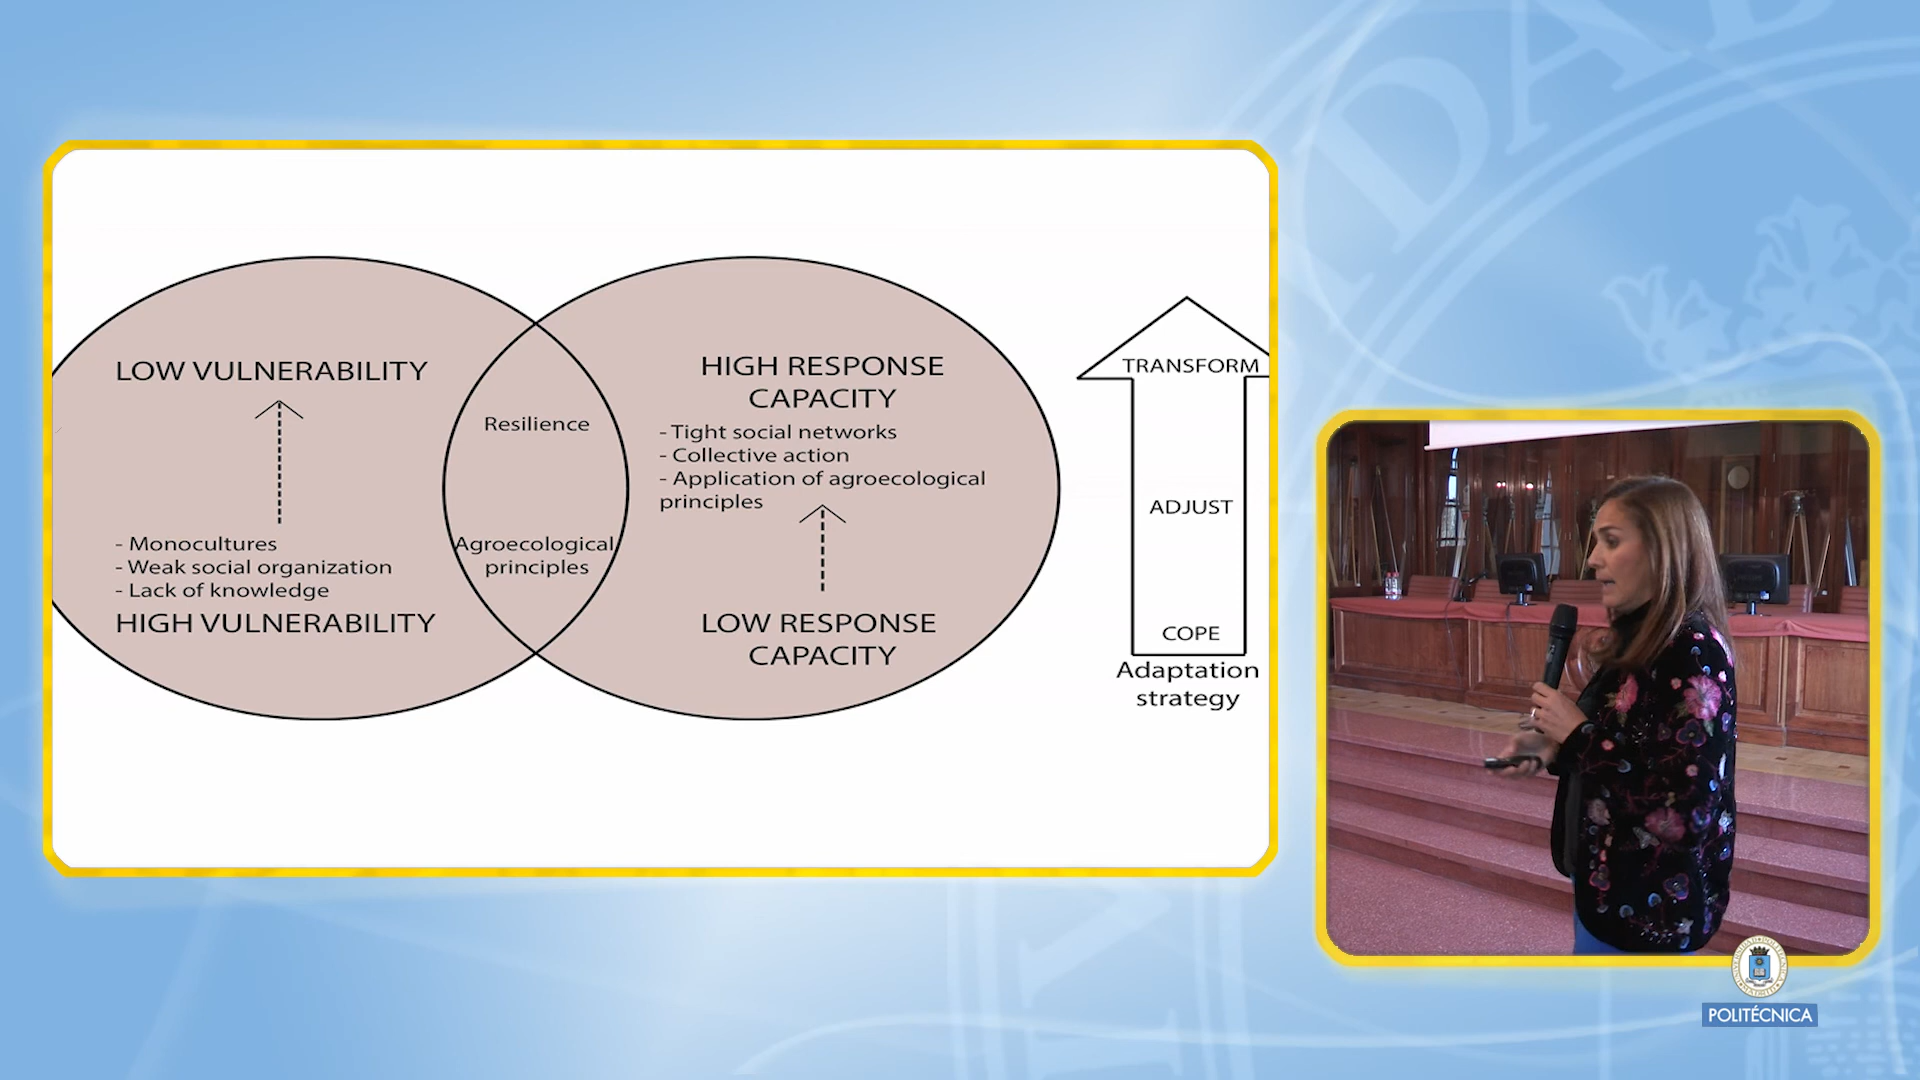 LOW VULNERABILITY
- Monocultures
- Weak social organization
- Lack of knowledge
HIGH VULNERABILITY
Resilience
Agroecological
principles
HIGH RESPONSE
CAPACITY
- Tight social networks
- Collective action
- Application of agroecological
principles
LOW RESPONSE
CAPACITY
TRANSFORM
ADJUST
COPE
Adaptation
strategy
POLITÉCNICA